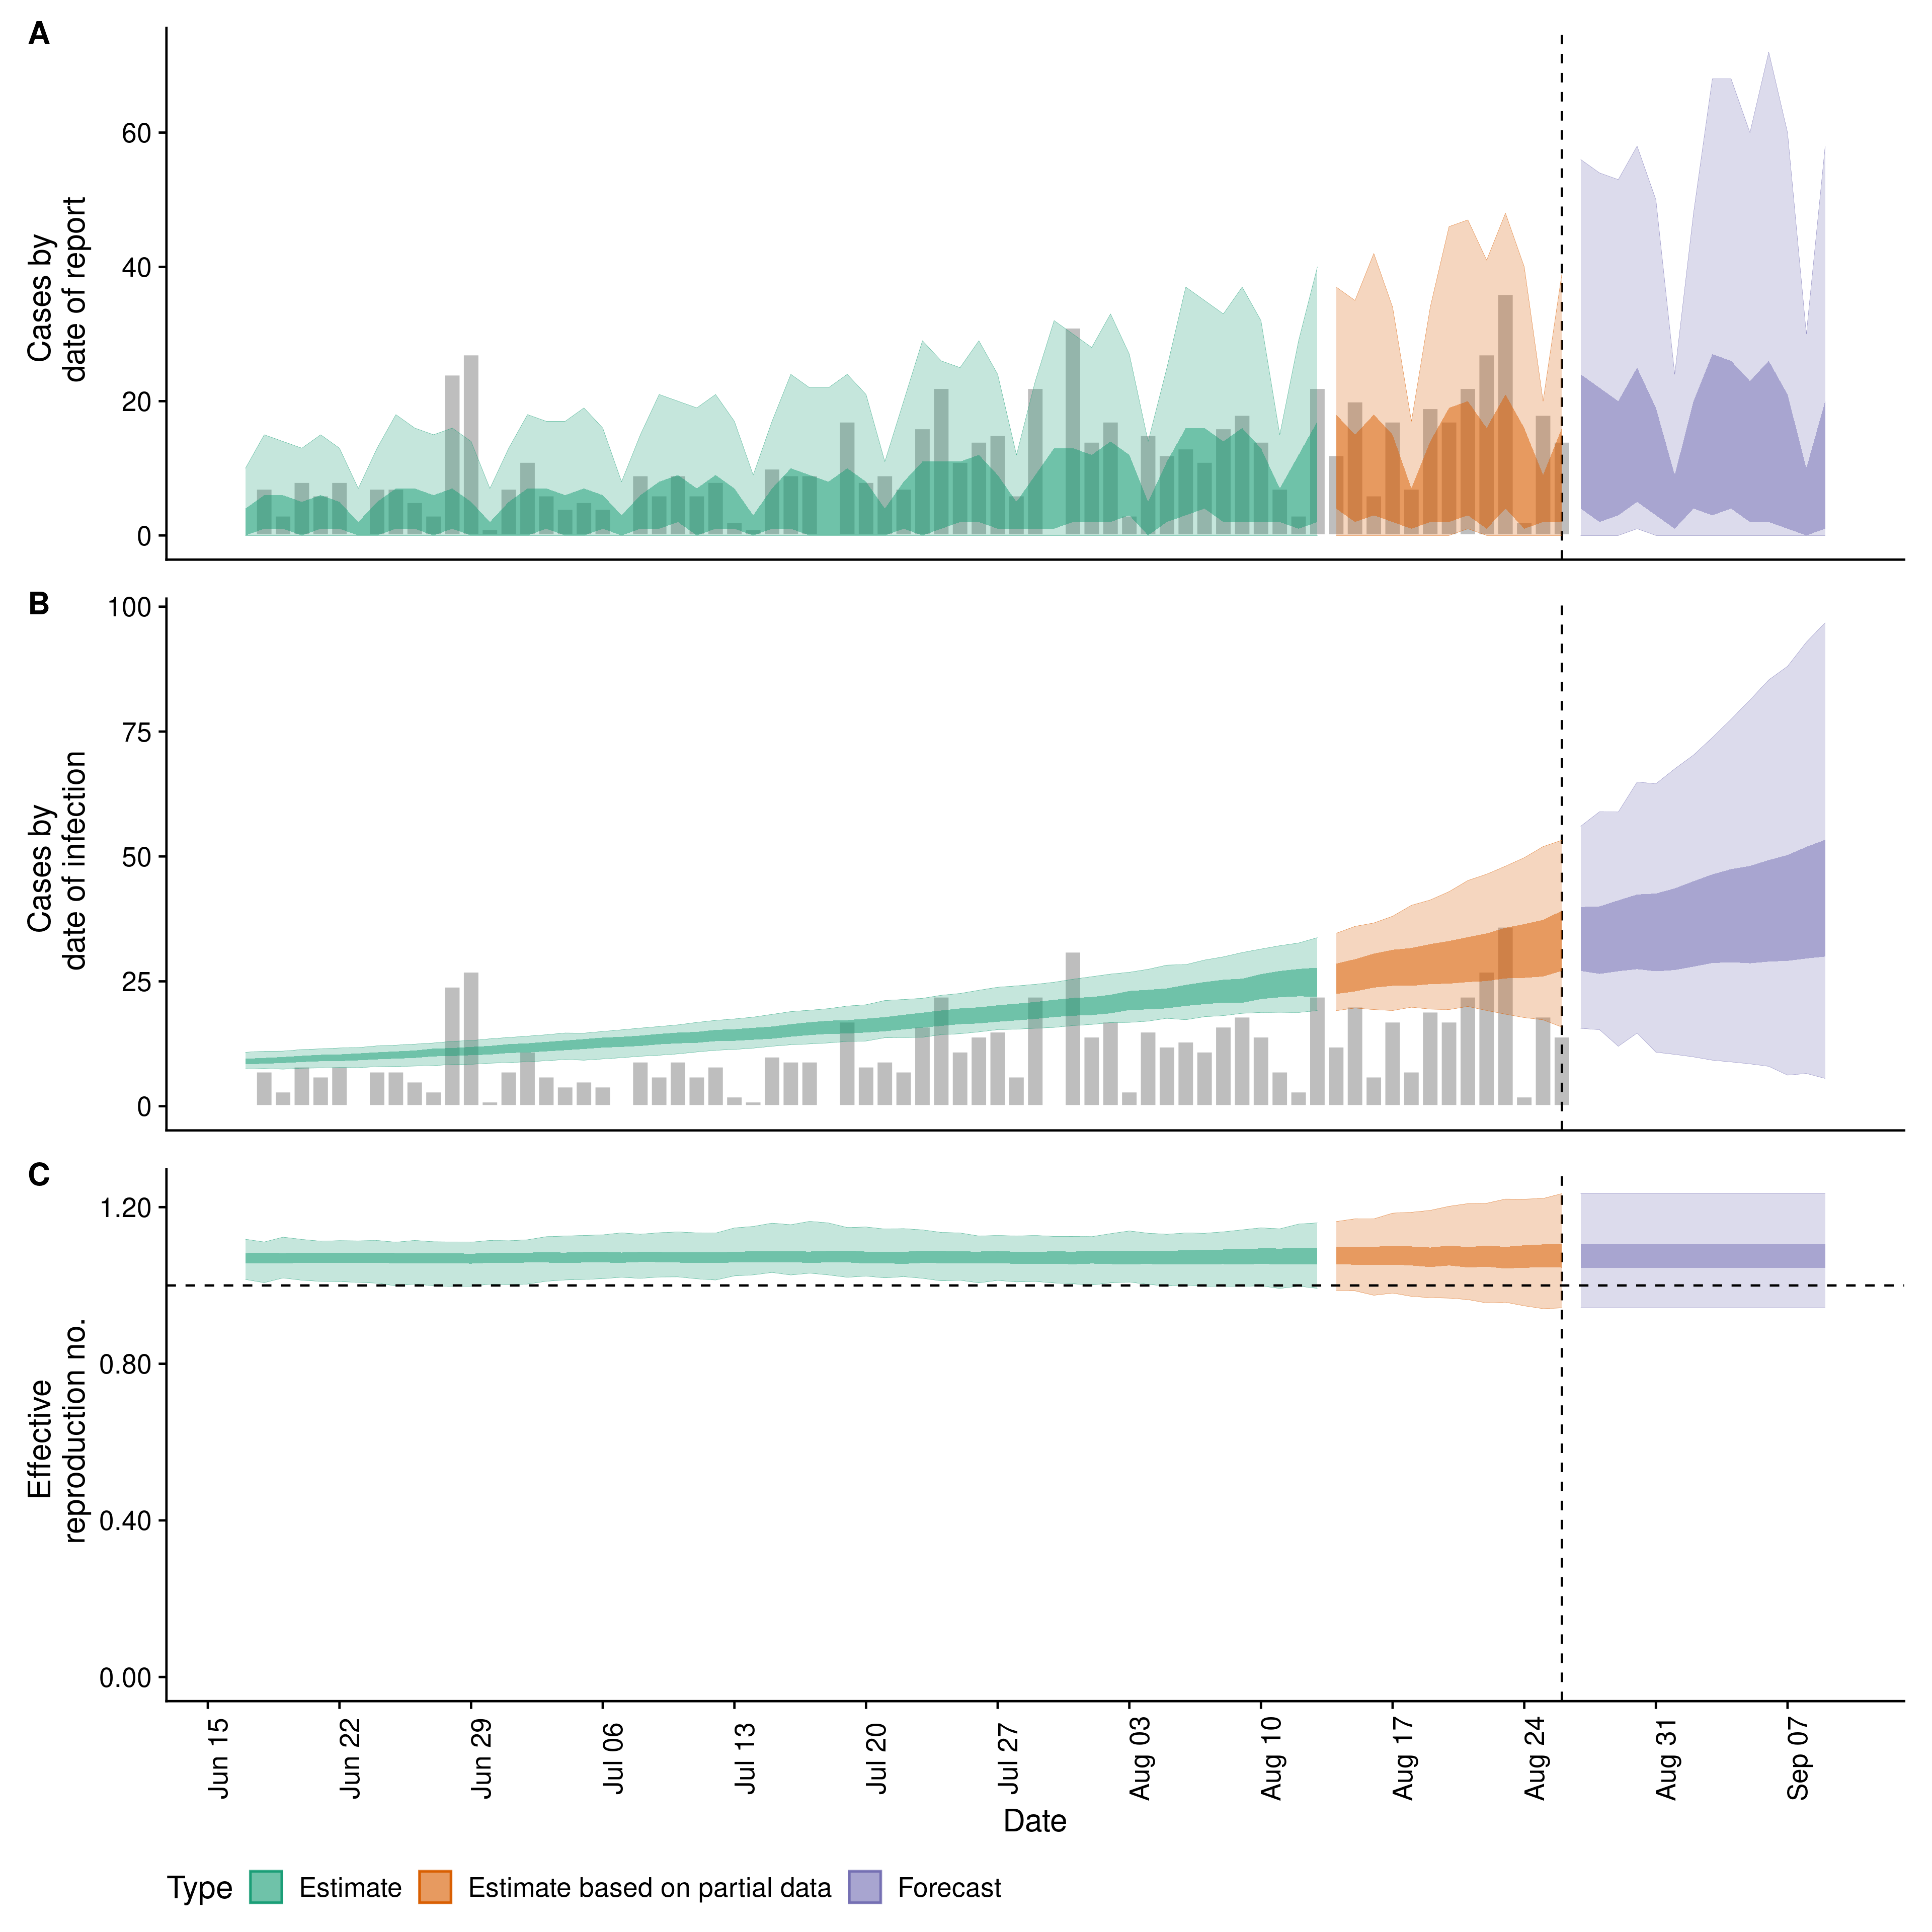 A
60
40
20
0
Cases by
date of report
B
100
75
50
25
0
Cases by
date of infection
C
1.20
0.80
0.40
0.00
Effective
reproduction no.
Jun 15
Jun 22
Jun 29
Jul 06
Jul 13
Jul 20
Jul 27
Aug 03
Aug 10
Aug 17
Aug 24
Aug 31
Sep 07
Date
Type Estimate Estimate based on partial data Forecast